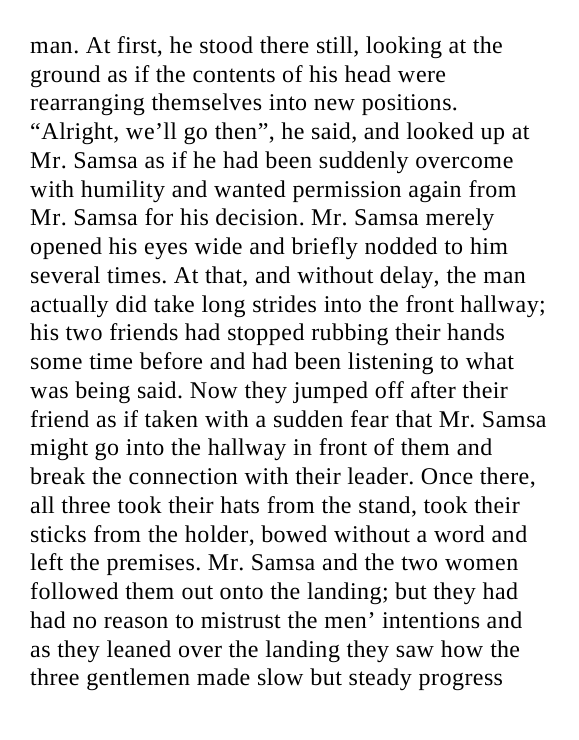 man. At first, he stood there still, looking at the
ground as if the contents of his head were
rearranging themselves into new positions.
“Alright, we’ll go then”, he said, and looked up at
Mr. Samsa as if he had been suddenly overcome
with humility and wanted permission again from
Mr. Samsa for his decision. Mr. Samsa merely
opened his eyes wide and briefly nodded to him
several times. At that, and without delay, the man
actually did take long strides into the front hallway;
his two friends had stopped rubbing their hands
some time before and had been listening to what
was being said. Now they jumped off after their
friend as if taken with a sudden fear that Mr. Samsa
might go into the hallway in front of them and
break the connection with their leader. Once there,
all three took their hats from the stand, took their
sticks from the holder, bowed without a word and
left the premises. Mr. Samsa and the two women
followed them out onto the landing; but they had
had no reason to mistrust the men’ intentions and
as they leaned over the landing they saw how the
three gentlemen made slow but steady progress